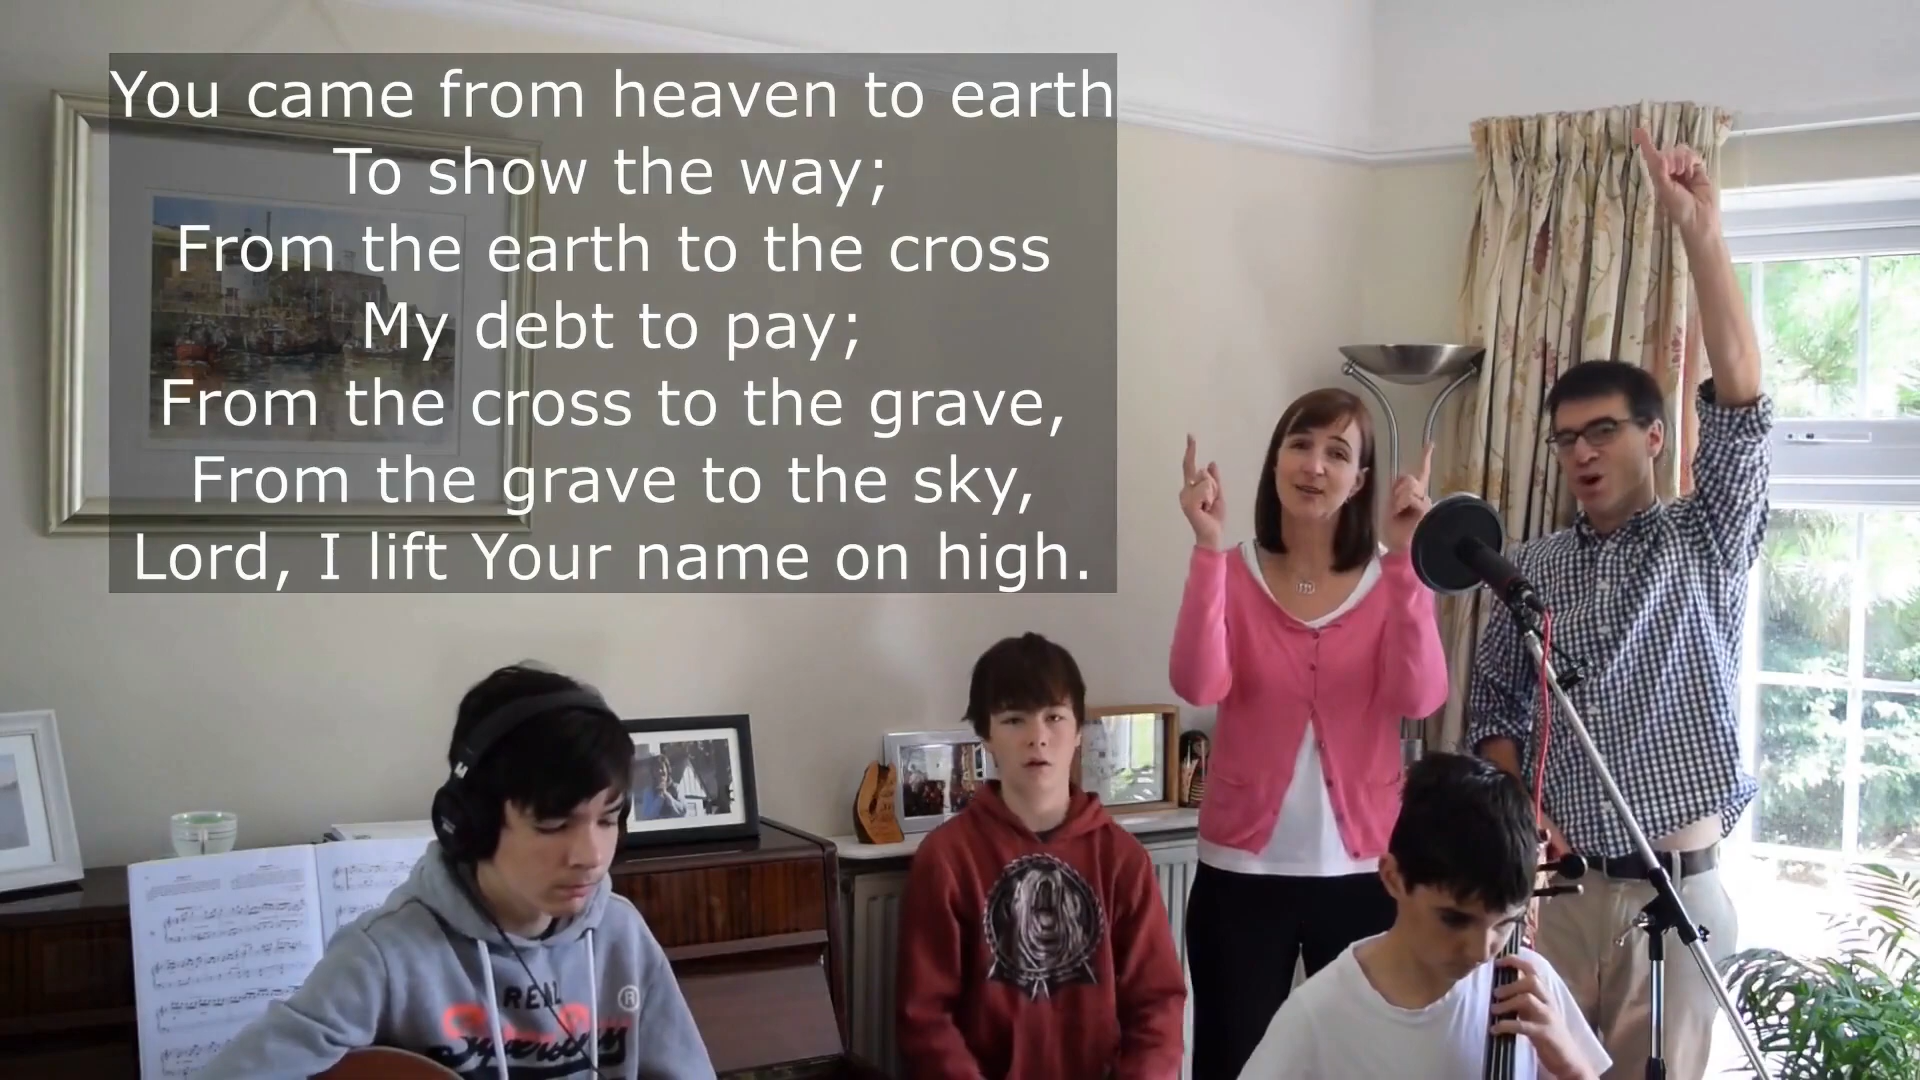 You came from heaven to earth
To show the way;
From the earth to the cross
My debt to pay;
From the cross to the grave,
From the grave to the sky,
Lord, I lift Your name on high.
REAL ®
Superdry